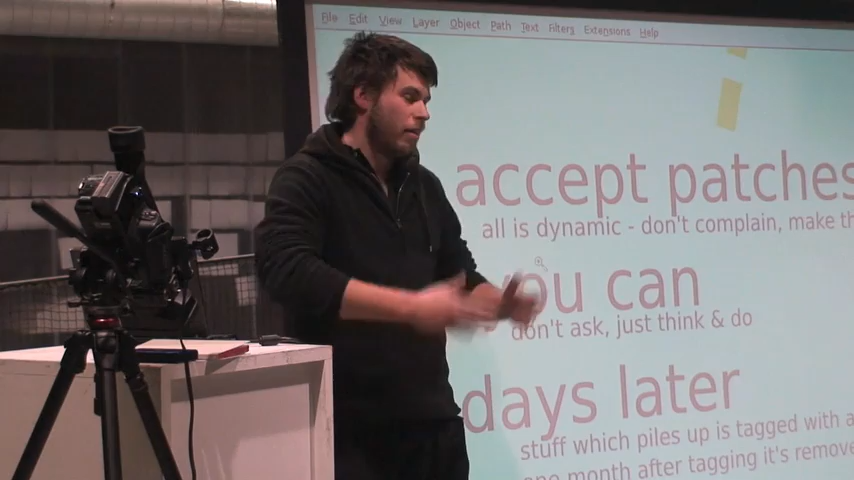 File Edit View Layer Object Path Text Filters Extensions Help
accept patches
all is dynamic - don't complain, make
you can
don't ask, just think & do
days later
stuff which piles up is tagged with a
one month after tagging it's remove